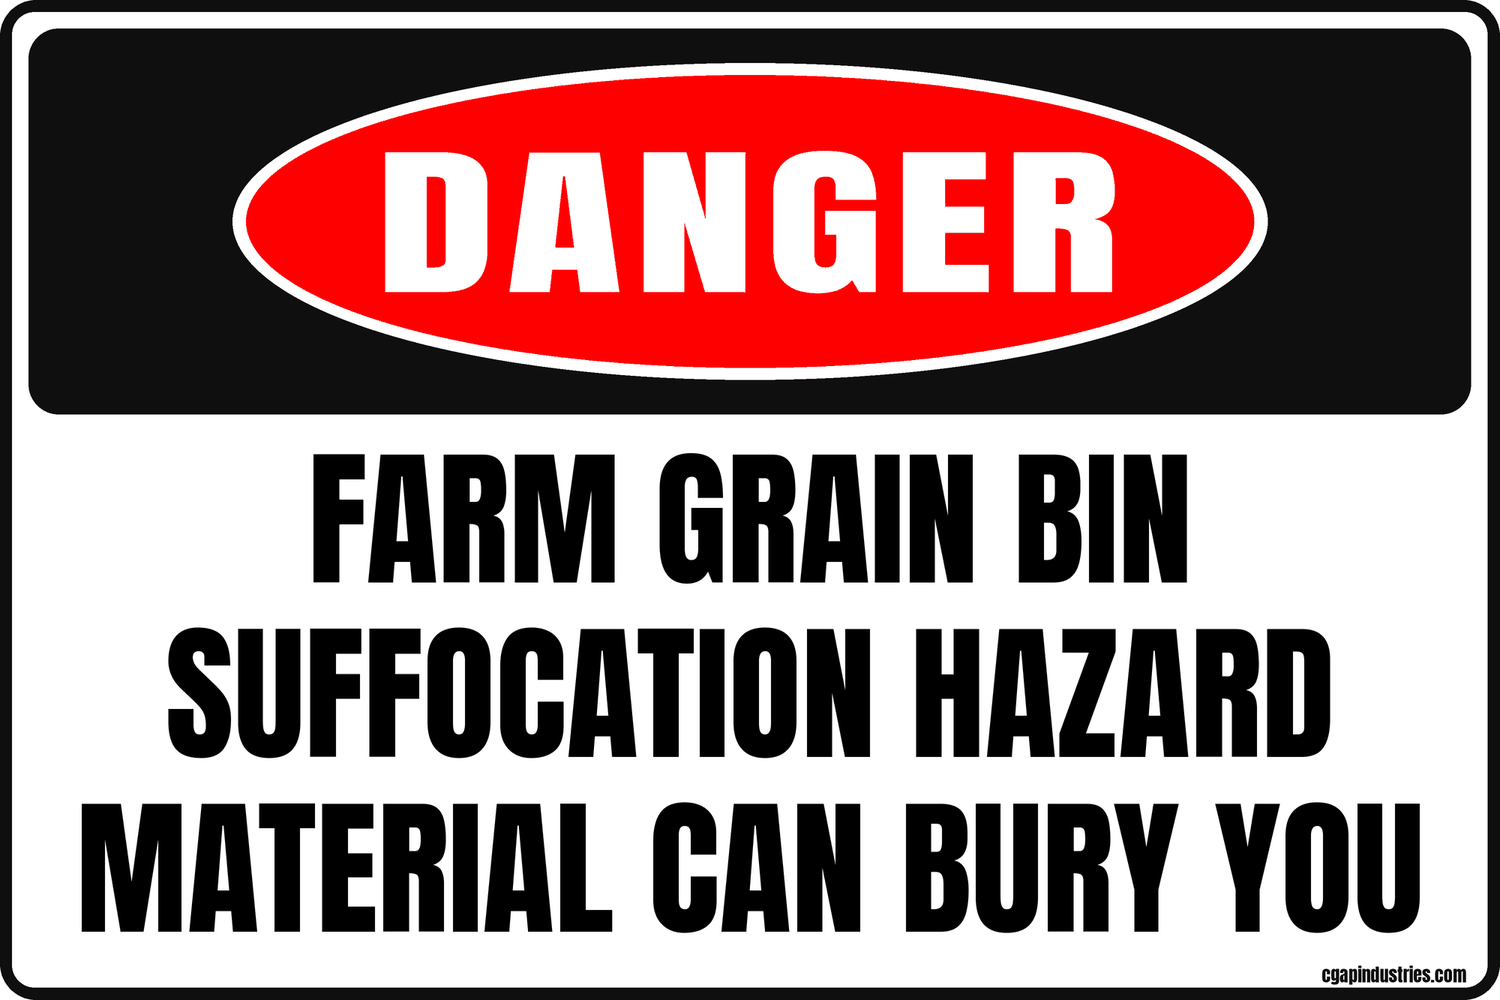 DANGER
FARM GRAIN BIN
SUFFOCATION HAZARD
MATERIAL CAN BURY YOU
cgapindustries.com